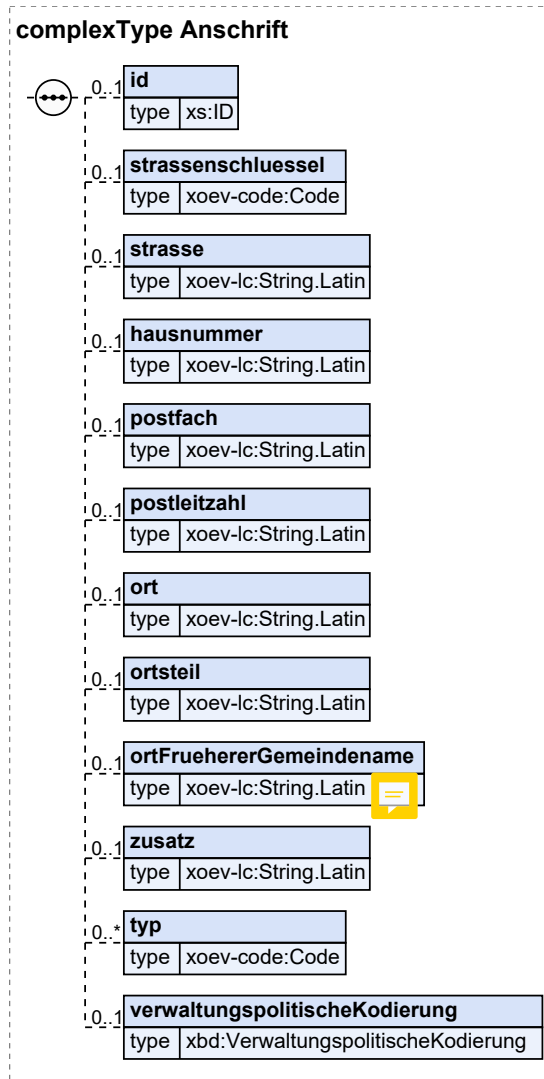 complexType Anschrift
0..1 id
type xs:ID
0..1 strassenschluessel
type xoev-code:Code
0..1 strasse
type xoev-lc:String.Latin
0..1 hausnummer
type xoev-lc:String.Latin
0..1 postfach
type xoev-lc:String.Latin
0..1 postleitzahl
type xoev-lc:String.Latin
0..1 ort
type xoev-lc:String.Latin
0..1 ortsteil
type xoev-lc:String.Latin
0..1 ortFruehererGemeindename
type xoev-lc:String.Latin
0..1 zusatz
type xoev-lc:String.Latin
0..* typ
type xoev-code:Code
0..1 verwaltungspolitischeKodierung
type xbd:VerwaltungspolitischeKodierung